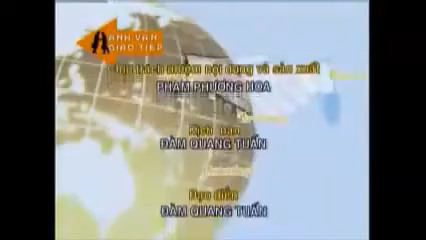 ANH VĂN
GIAO TIẾP
Chịu trách nhiệm nội dung và sản xuất
PHẠM PHƯƠNG HOA
Kịch bản
ĐÀM QUANG TUẤN
Đạo diễn
ĐÀM QUANG TUẤN